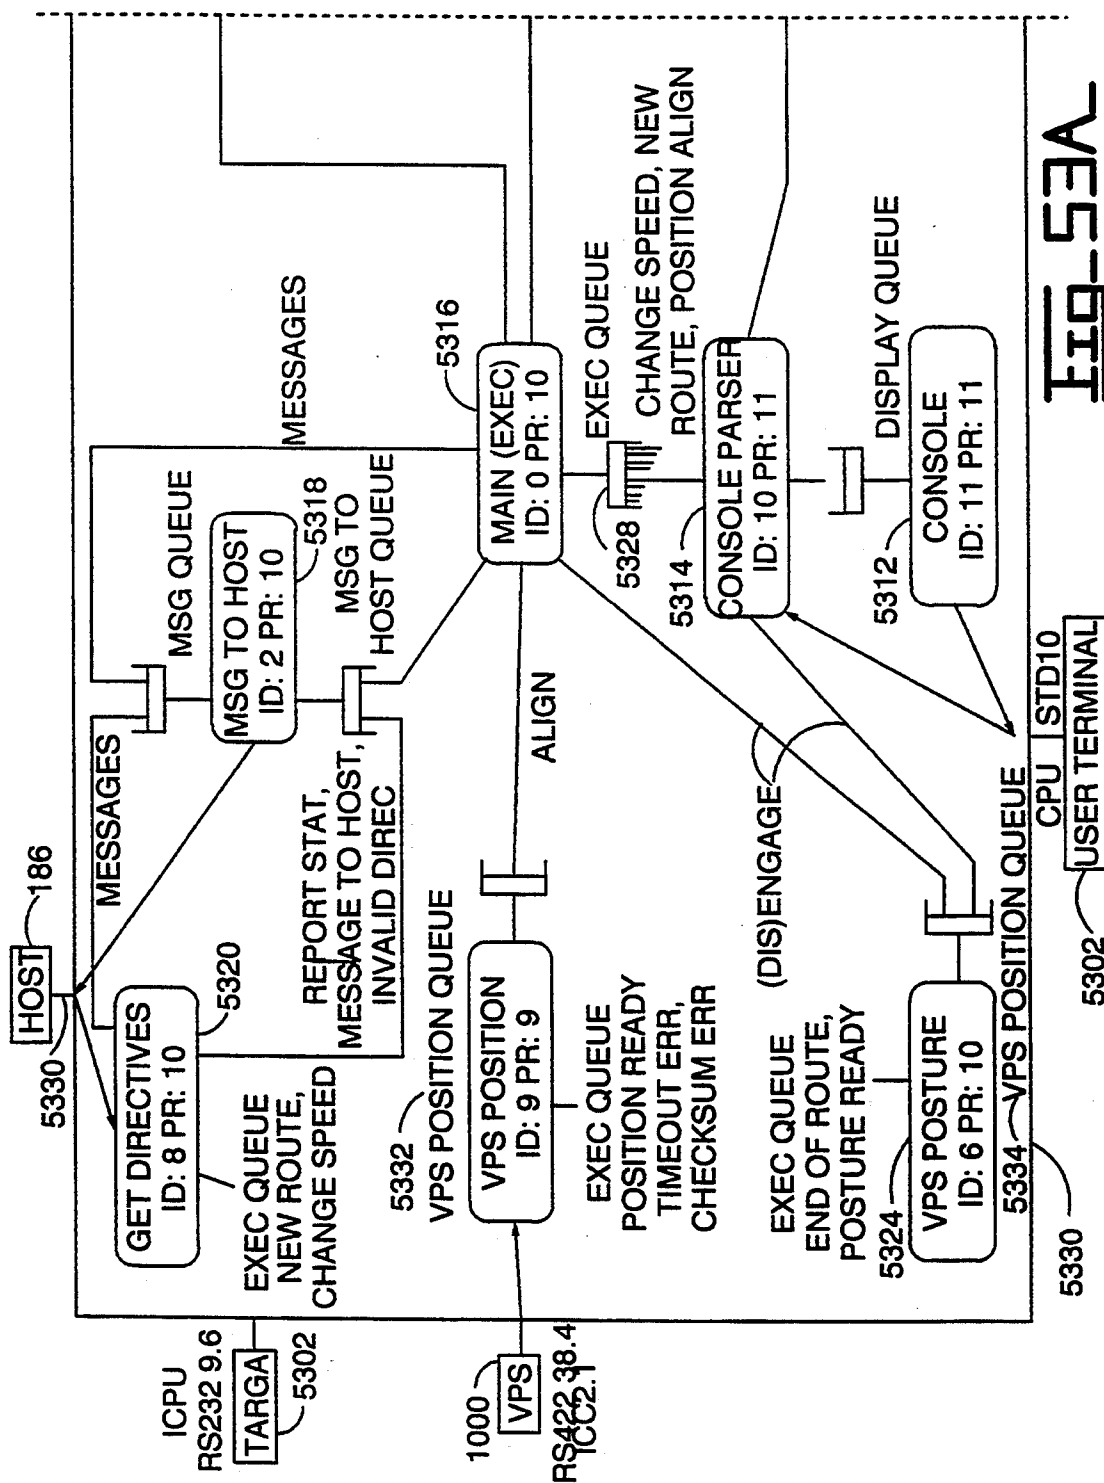 HOST
186
5330
ICPU
RS232 9.6
TARGA
5302
1000
VPS
RS422 38.4
ICC2.1
GET DIRECTIVES
ID: 8 PR: 10
5320
EXEC QUEUE
NEW ROUTE,
CHANGE SPEED
MESSAGES
MSG QUEUE
MSG TO HOST
ID: 2 PR: 10
5318
MSG TO
HOST QUEUE
REPORT STAT,
MESSAGE TO HOST,
INVALID DIREC
MESSAGES
5316
MAIN (EXEC)
ID: 0 PR: 10
5332
VPS POSITION QUEUE
VPS POSITION
ID: 9 PR: 9
EXEC QUEUE
POSITION READY
TIMEOUT ERR,
CHECKSUM ERR
ALIGN
EXEC QUEUE
5328
CHANGE SPEED, NEW
ROUTE, POSITION ALIGN
5314
CONSOLE PARSER
ID: 10 PR: 11
DISPLAY QUEUE
5312
CONSOLE
ID: 11 PR: 11
(DIS)ENGAGE
EXEC QUEUE
END OF ROUTE,
POSTURE READY
5324
VPS POSTURE
ID: 6 PR: 10
5334
VPS POSITION QUEUE
5330
CPU
STD10
USER TERMINAL
5302
Fig_53A